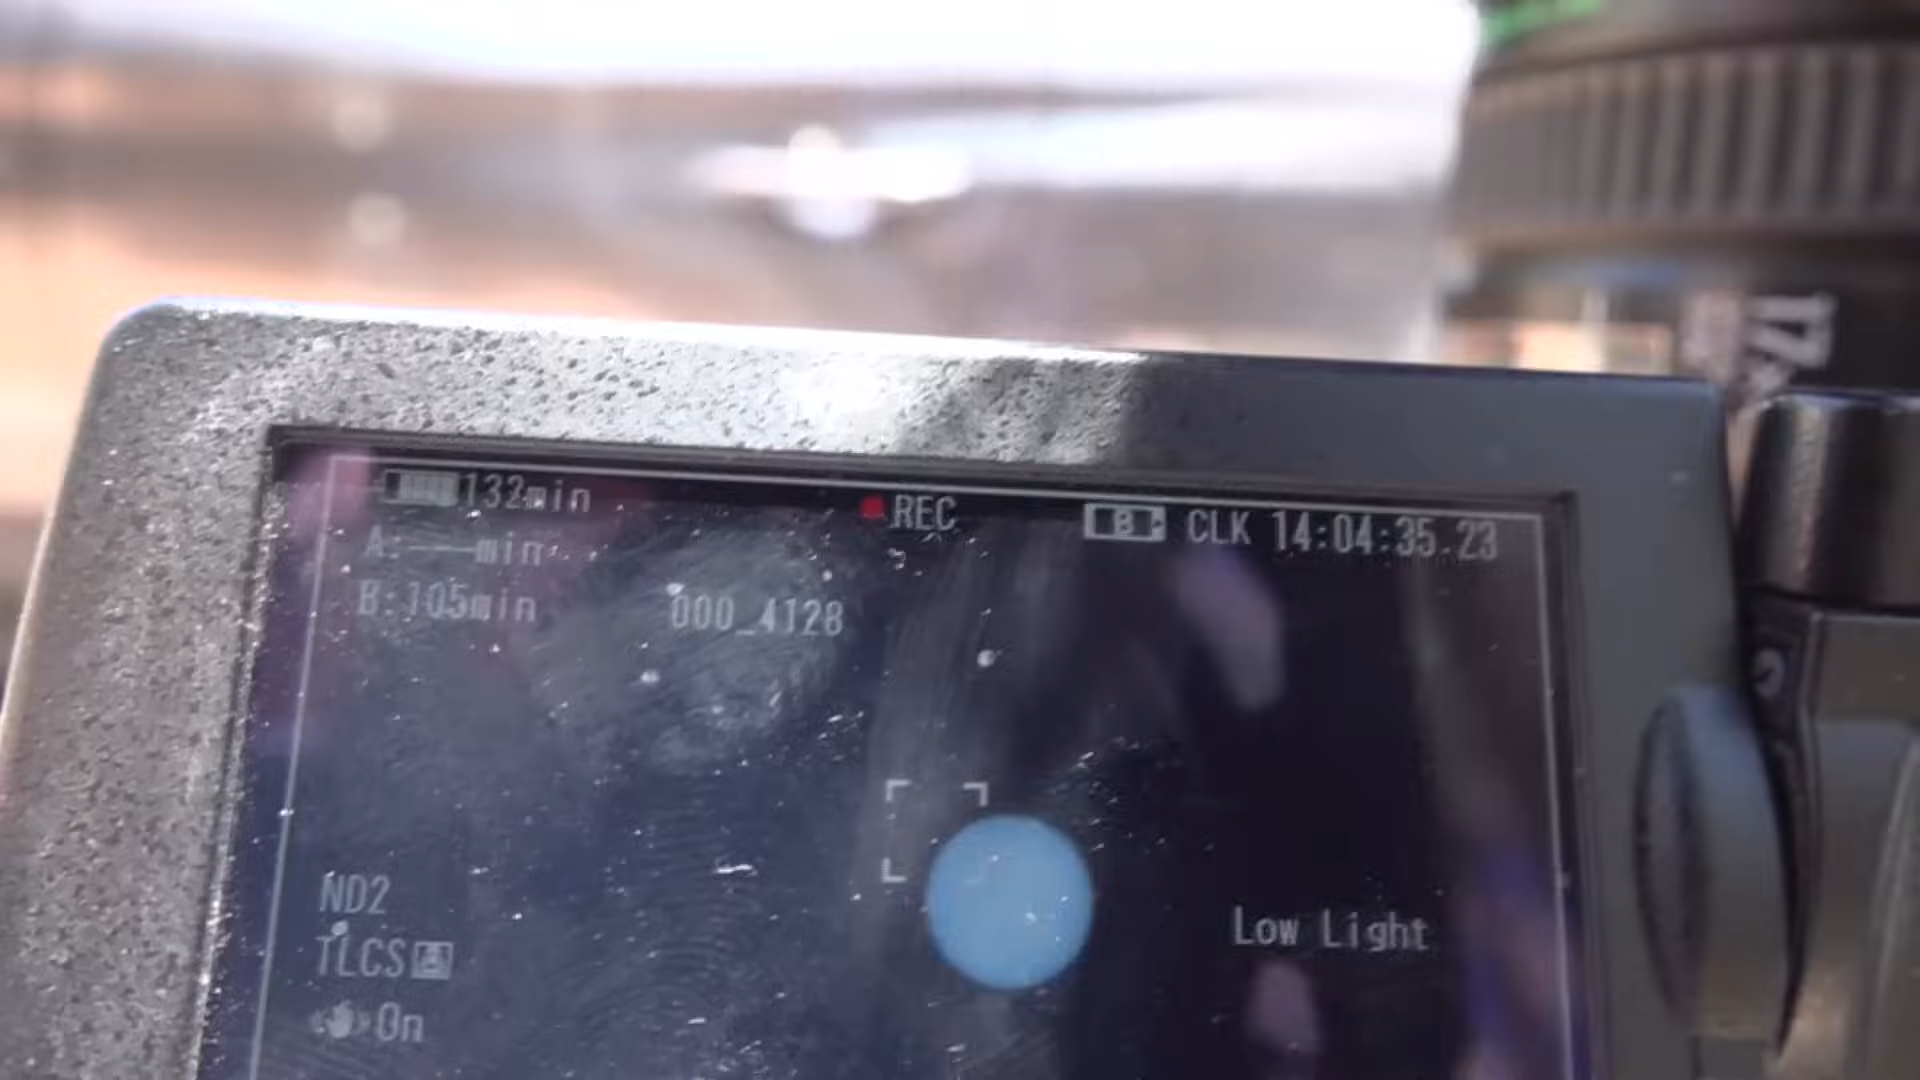 132min
REC
B
CLK 14:04:35.23
A:---min
B:105min
000_4128
ND2
Low Light
TLCS
On